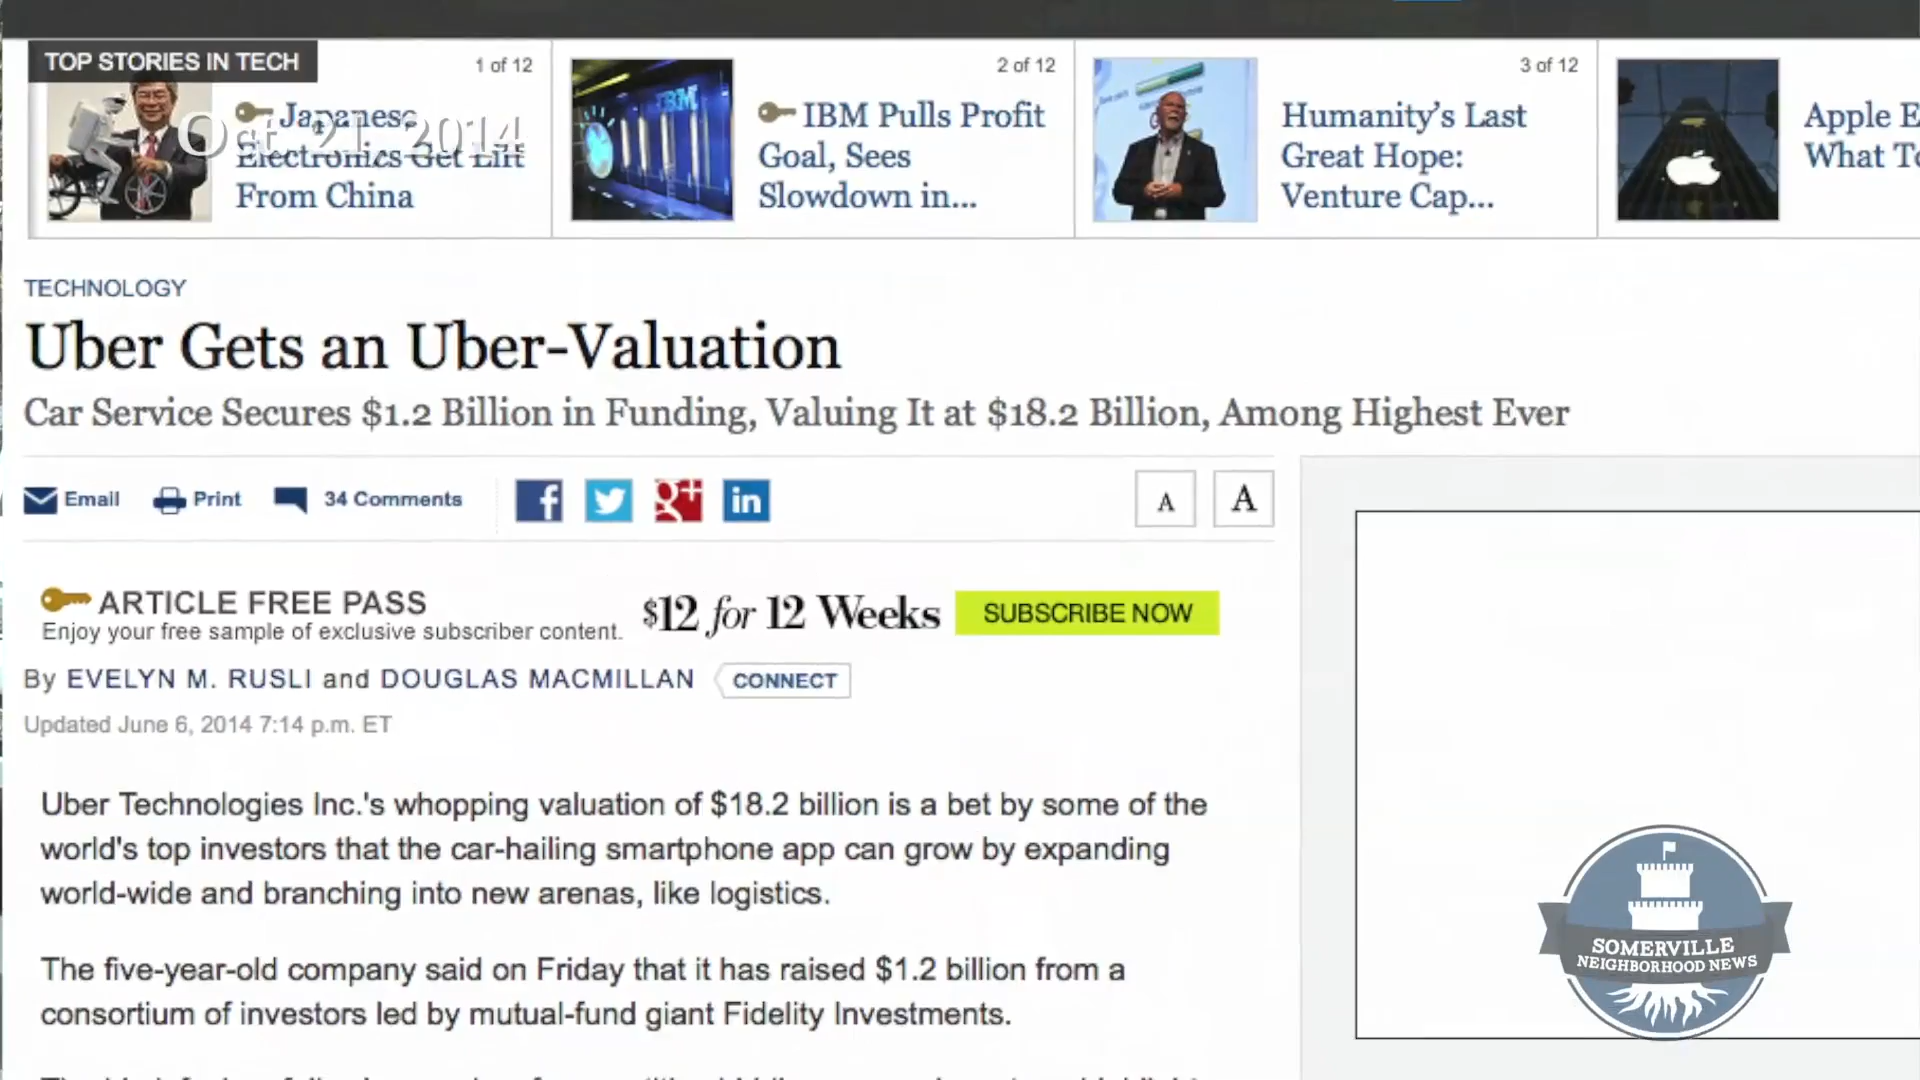 TOP STORIES IN TECH
1 of 12
Japanese
Electronics Get Lift
From China
Oct. 21, 2014
2 of 12
IBM Pulls Profit
Goal, Sees
Slowdown in...
IBM
3 of 12
Humanity's Last
Great Hope:
Venture Cap...
Apple E
What To
TECHNOLOGY
Uber Gets an Uber-Valuation
Car Service Secures $1.2 Billion in Funding, Valuing It at $18.2 Billion, Among Highest Ever
Email Print 34 Comments f g+ in A A
ARTICLE FREE PASS
Enjoy your free sample of exclusive subscriber content.
$12 for 12 Weeks
SUBSCRIBE NOW
By EVELYN M. RUSLI and DOUGLAS MACMILLAN CONNECT
Updated June 6, 2014 7:14 p.m. ET
Uber Technologies Inc.'s whopping valuation of $18.2 billion is a bet by some of the
world's top investors that the car-hailing smartphone app can grow by expanding
world-wide and branching into new arenas, like logistics.
The five-year-old company said on Friday that it has raised $1.2 billion from a
consortium of investors led by mutual-fund giant Fidelity Investments.
SOMERVILLE
NEIGHBORHOOD NEWS